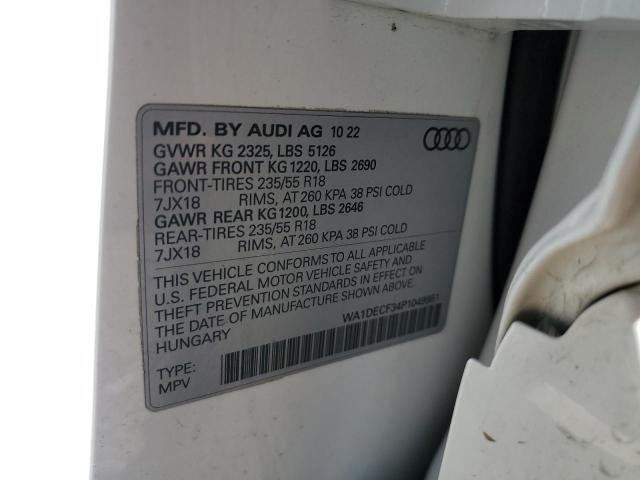 MFD. BY AUDI AG 10 22
GVWR KG 2325, LBS 5126
GAWR FRONT KG 1220, LBS 2690
FRONT-TIRES 235/55 R18
7JX18 RIMS, AT 260 KPA 38 PSI COLD
GAWR REAR KG 1200, LBS 2646
REAR-TIRES 235/55 R18
7JX18 RIMS, AT 260 KPA 38 PSI COLD
THIS VEHICLE CONFORMS TO ALL APPLICABLE
U.S. FEDERAL MOTOR VEHICLE SAFETY AND
THEFT PREVENTION STANDARDS IN EFFECT ON
THE DATE OF MANUFACTURE SHOWN ABOVE.
HUNGARY
TYPE:
MPV